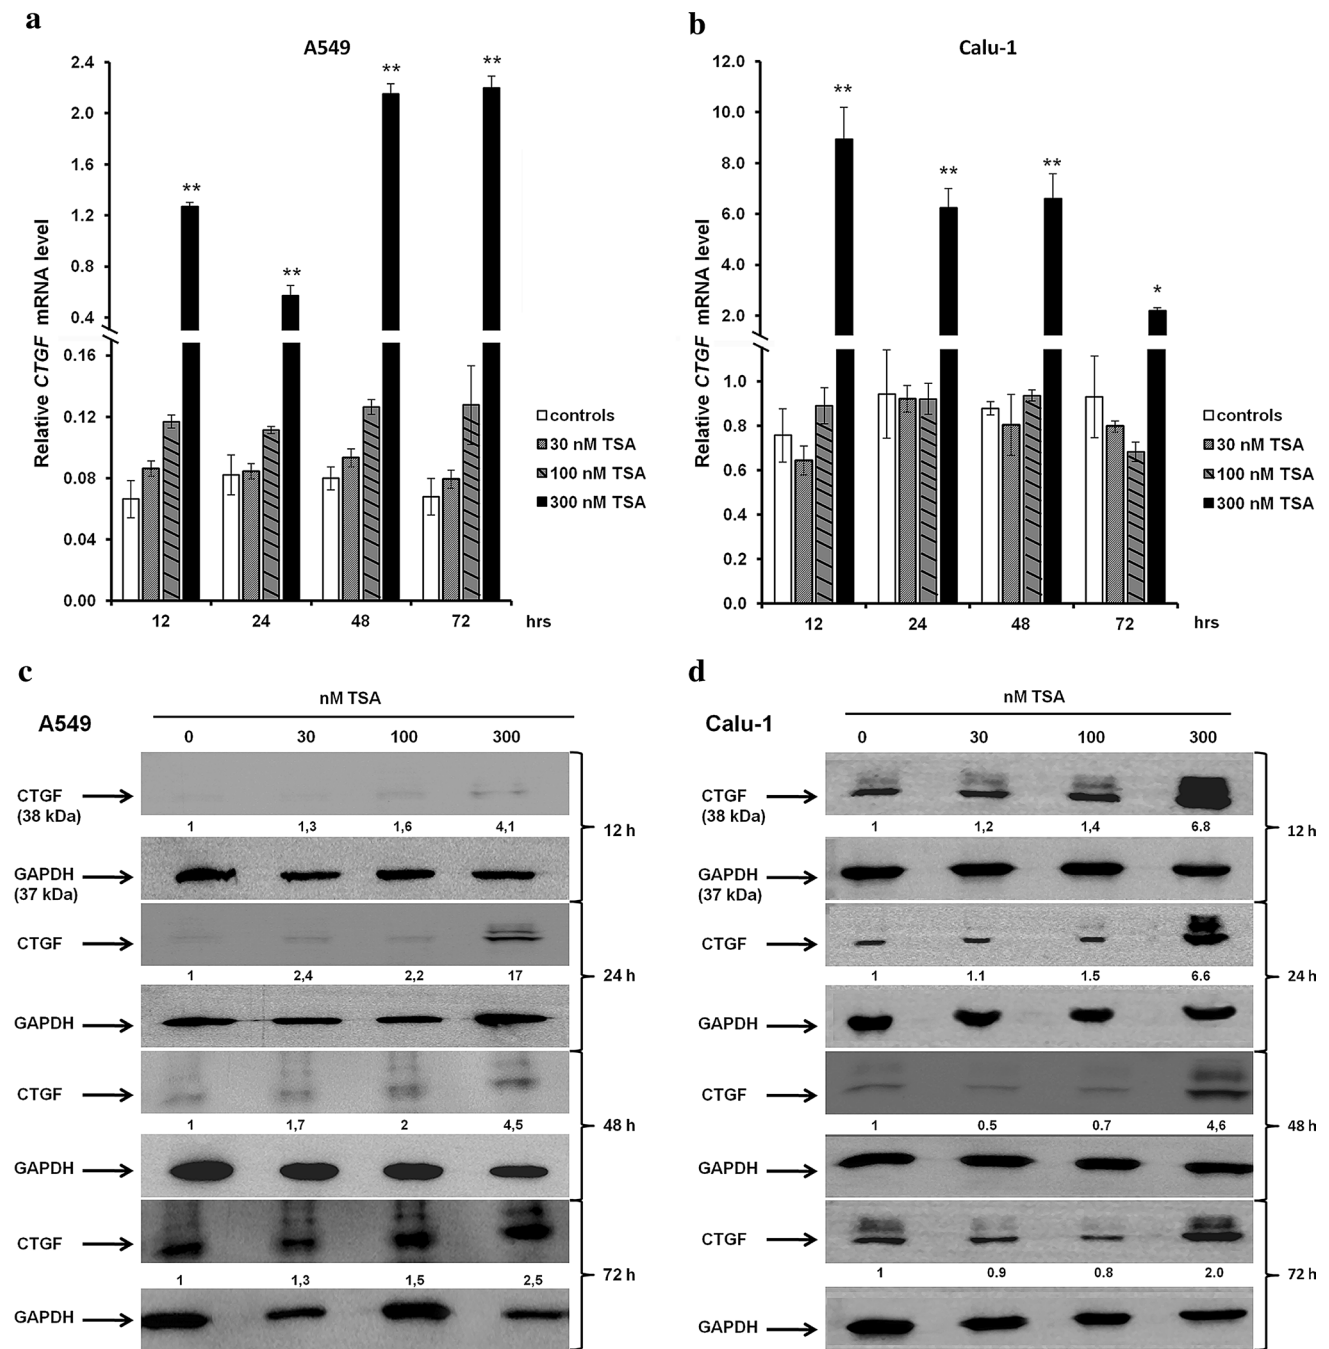 a
A549
Relative CTGF mRNA level
2.4
2.0
1.6
1.2
0.8
0.4
0.16
0.12
0.08
0.04
0.00
**
**
**
**
12 24 48 72 hrs
controls
30 nM TSA
100 nM TSA
300 nM TSA
b
Calu-1
Relative CTGF mRNA level
12.0
10.0
8.0
6.0
4.0
2.0
1.0
0.8
0.6
0.4
0.2
0.0
**
**
**
*
12 24 48 72 hrs
controls
30 nM TSA
100 nM TSA
300 nM TSA
c
nM TSA
A549
0 30 100 300
CTGF
(38 kDa)
1 1,3 1,6 4,1
12 h
GAPDH
(37 kDa)
CTGF
1 2,4 2,2 17
24 h
GAPDH
CTGF
1 1,7 2 4,5
48 h
GAPDH
CTGF
1 1,3 1,5 2,5
72 h
GAPDH
d
nM TSA
Calu-1
0 30 100 300
CTGF
(38 kDa)
1 1,2 1,4 6.8
12 h
GAPDH
(37 kDa)
CTGF
1 1.1 1.5 6.6
24 h
GAPDH
CTGF
1 0.5 0.7 4,6
48 h
GAPDH
CTGF
1 0.9 0.8 2.0
72 h
GAPDH